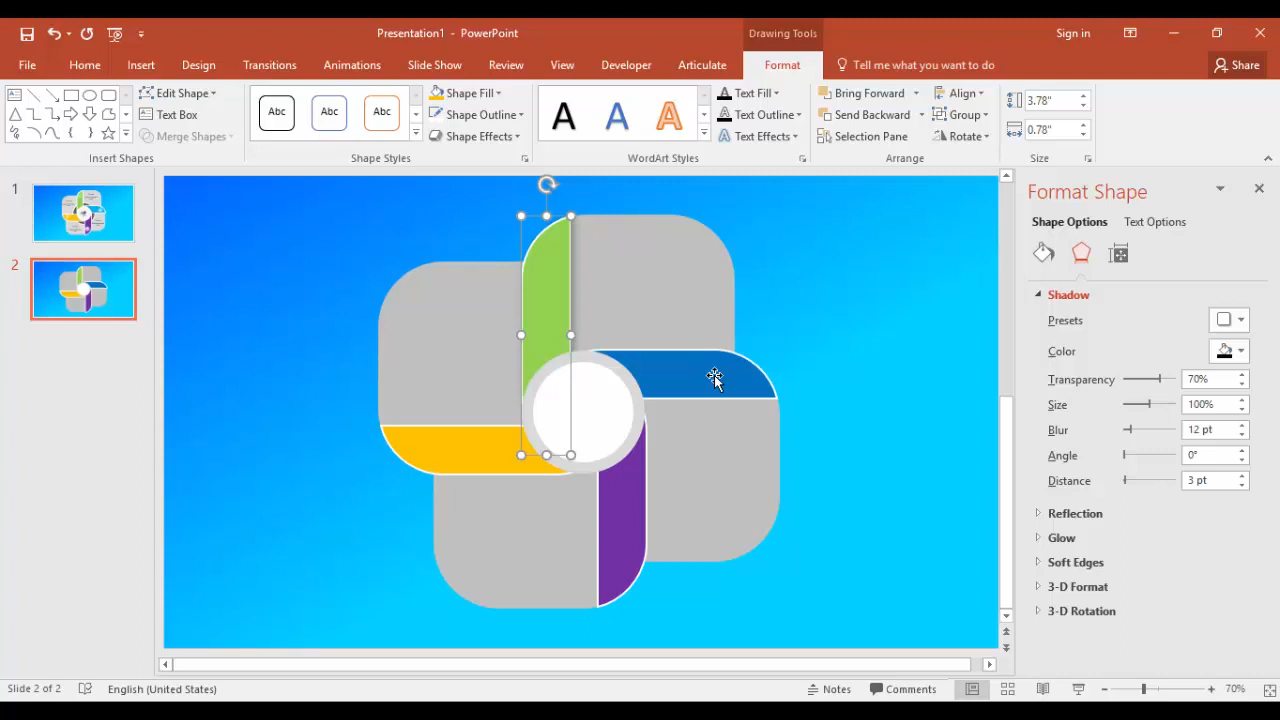 Presentation1 - PowerPoint
Drawing Tools
Sign in
File Home Insert Design Transitions Animations Slide Show Review View Developer Articulate Format Tell me what you want to do Share
Edit Shape
Text Box
Merge Shapes
Insert Shapes
Abc Abc Abc
Shape Fill
Shape Outline
Shape Effects
Shape Styles
A A A
Text Fill
Text Outline
Text Effects
WordArt Styles
Bring Forward
Send Backward
Selection Pane
Align
Group
Rotate
Arrange
3.78"
0.78"
Size
1
2
Format Shape
Shape Options Text Options
Shadow
Presets
Color
Transparency 70%
Size 100%
Blur 12 pt
Angle 0°
Distance 3 pt
Reflection
Glow
Soft Edges
3-D Format
3-D Rotation
Slide 2 of 2 English (United States) Notes Comments 70%